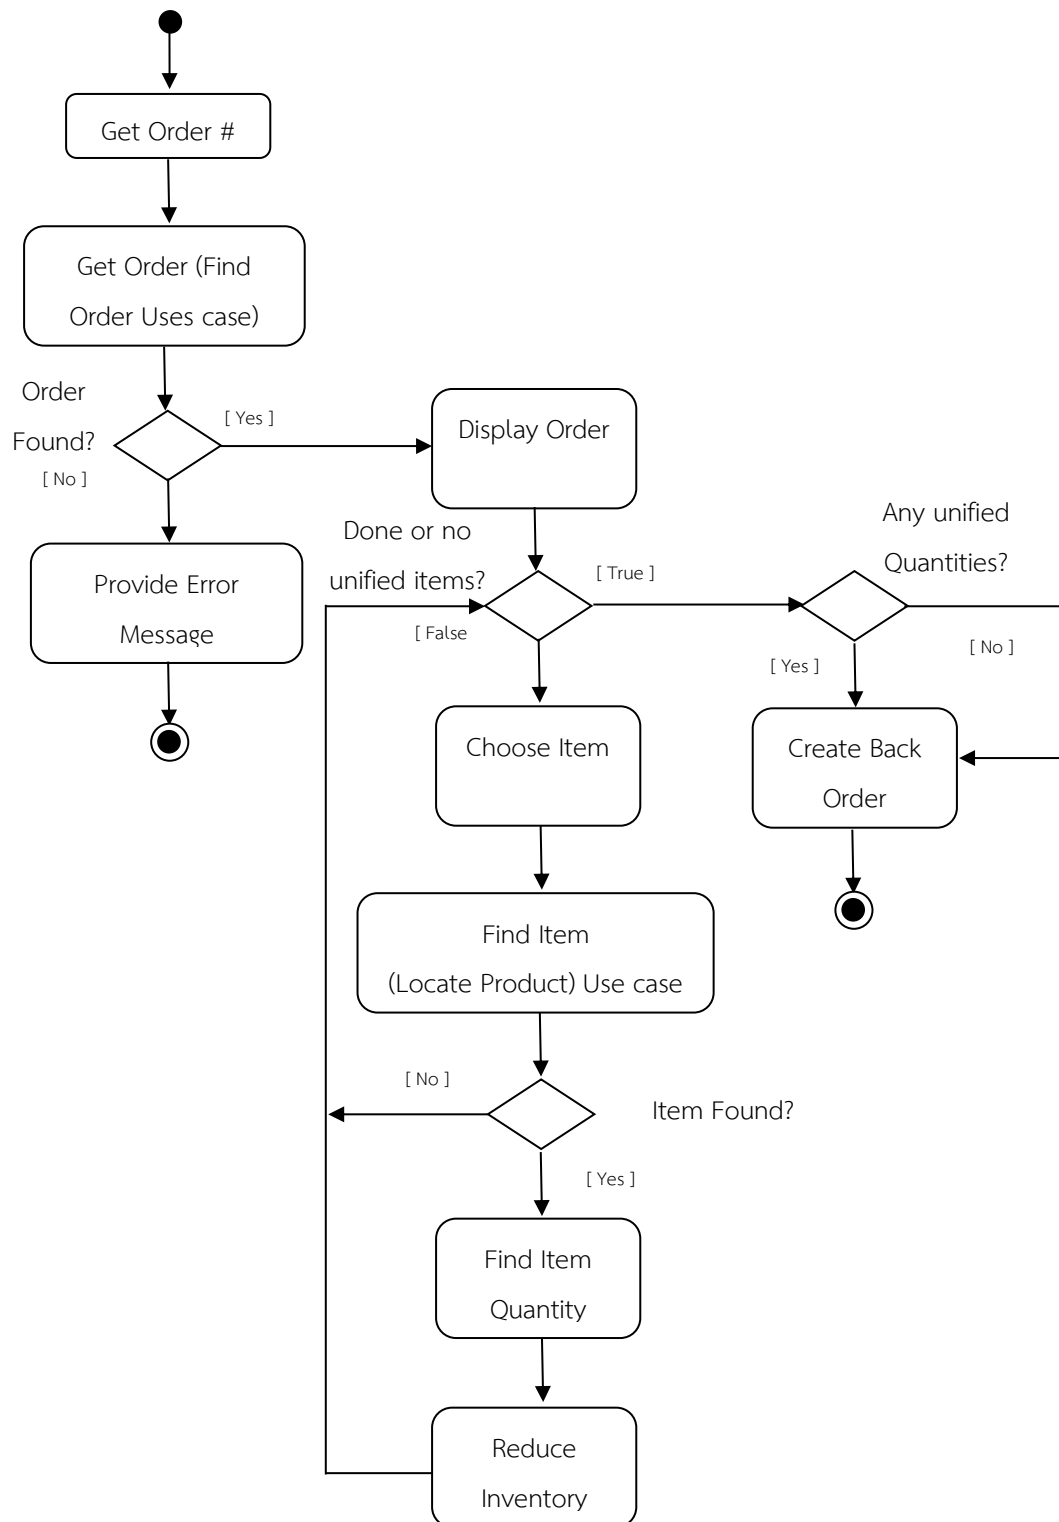 Get Order #
Get Order (Find
Order Uses case)
Order
Found?
[ Yes ]
[ No ]
Display Order
Provide Error
Message
Done or no
unified items?
[ True ]
[ False
Any unified
Quantities?
[ No ]
[ Yes ]
Choose Item
Create Back
Order
Find Item
(Locate Product) Use case
[ No ]
Item Found?
[ Yes ]
Find Item
Quantity
Reduce
Inventory